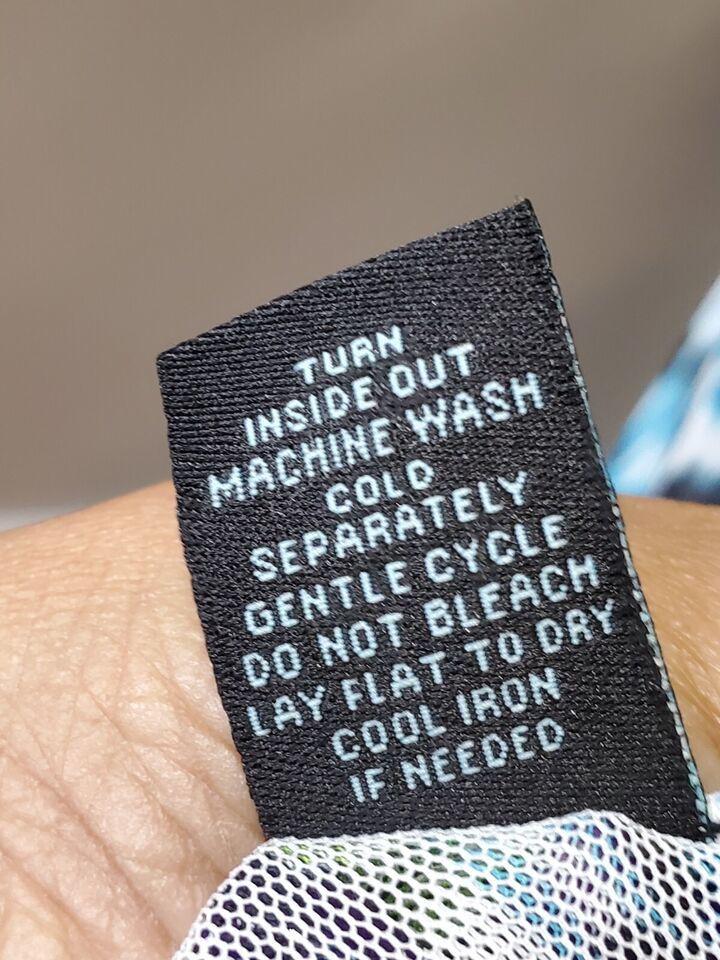 TURN
INSIDE OUT
MACHINE WASH
COLD
SEPARATELY
GENTLE CYCLE
DO NOT BLEACH
LAY FLAT TO DRY
COOL IRON
IF NEEDED